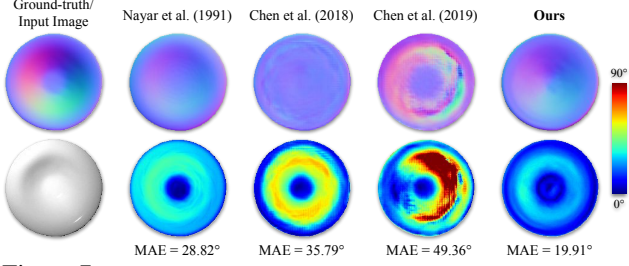 Ground-truth/
Input Image
Nayar et al. (1991)
Chen et al. (2018)
Chen et al. (2019)
Ours
90°
0°
MAE = 28.82°
MAE = 35.79°
MAE = 49.36°
MAE = 19.91°